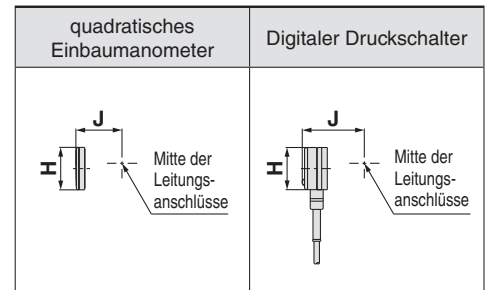 quadratisches
Einbaumanometer
Digitaler Druckschalter
J
H
Mitte der
Leitungs-
anschlüsse
J
H
Mitte der
Leitungs-
anschlüsse